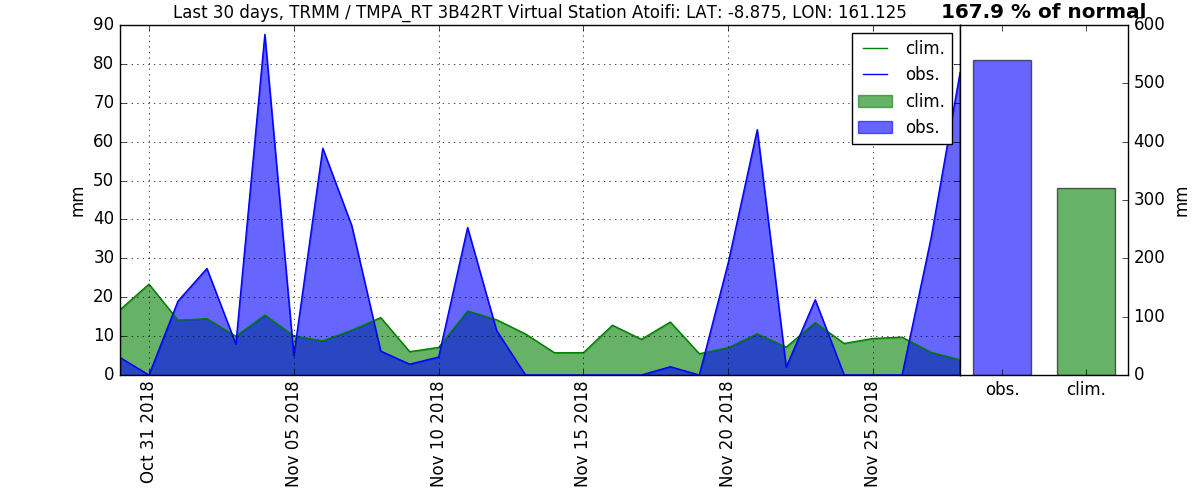 Last 30 days, TRMM / TMPA_RT 3B42RT Virtual Station Atoifi: LAT: -8.875, LON: 161.125
167.9 % of normal
90
80
70
60
50
40
30
20
10
0
mm
clim.
obs.
clim.
obs.
Oct 31 2018
Nov 05 2018
Nov 10 2018
Nov 15 2018
Nov 20 2018
Nov 25 2018
600
500
400
300
200
100
0
mm
obs.
clim.